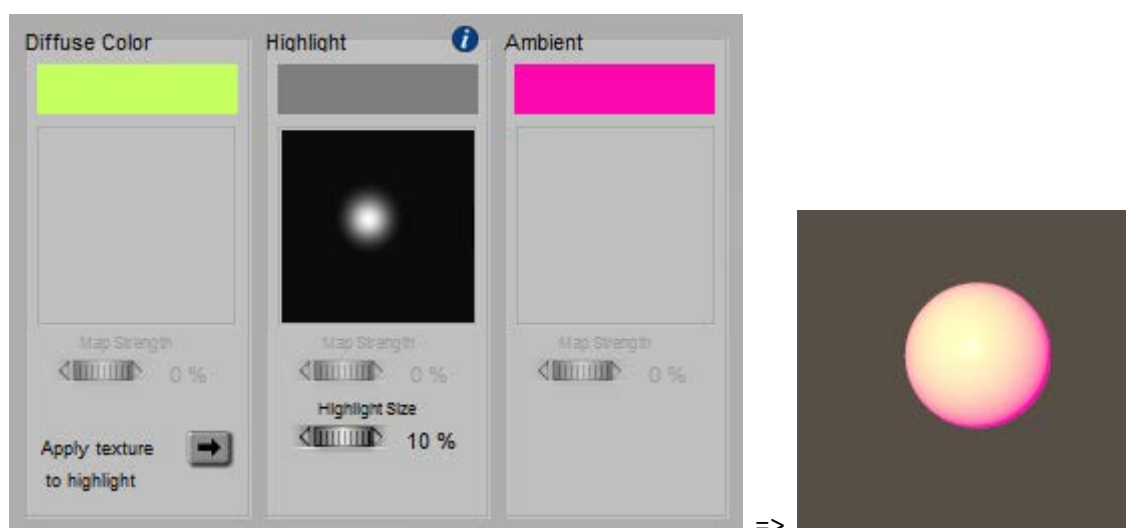 Diffuse Color
Highlight
i
Ambient
Map Strength
0 %
Map Strength
0 %
Map Strength
0 %
Highlight Size
10 %
Apply texture
to highlight
=>